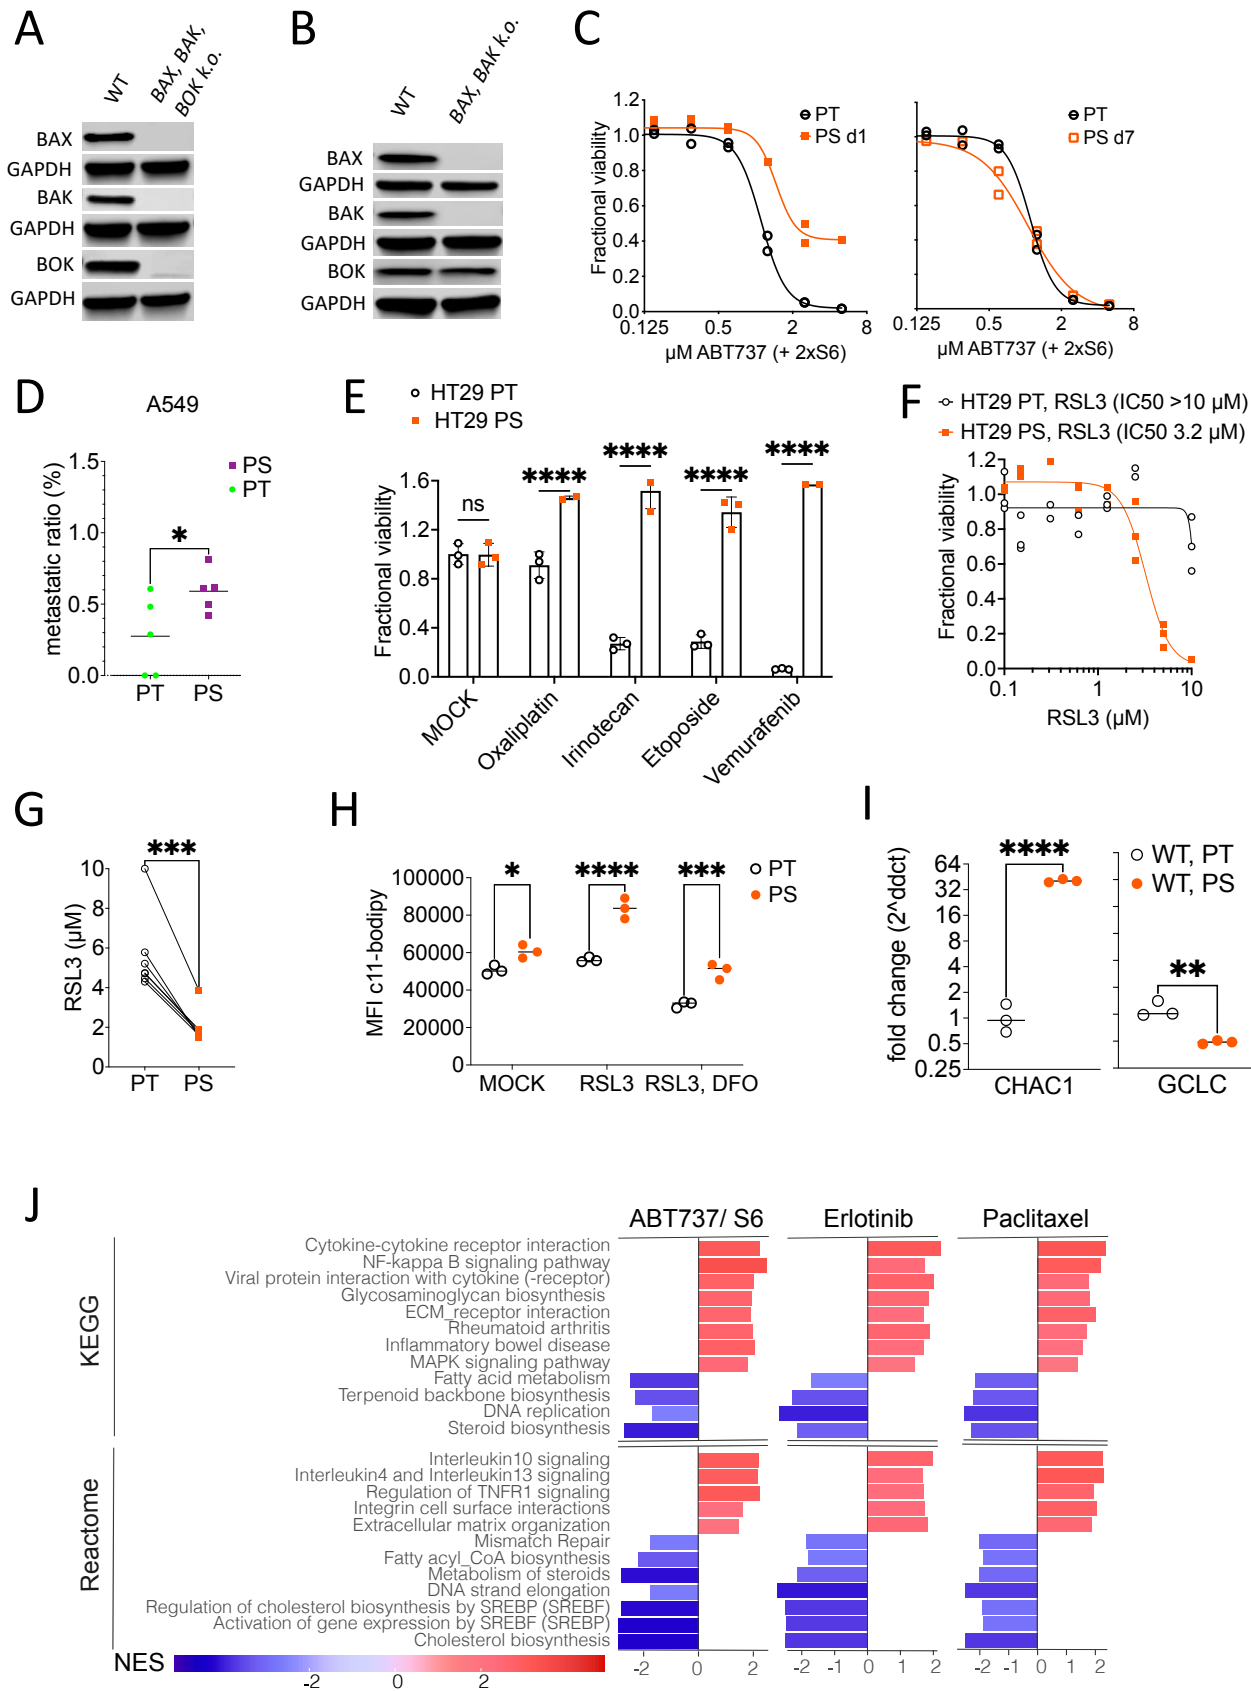 A
WT
BAX, BAK,
BOK k.o.
BAX
GAPDH
BAK
GAPDH
BOK
GAPDH
B
WT
BAX, BAK k.o.
BAX
GAPDH
BAK
GAPDH
BOK
GAPDH
C
Fractional viability
1.2
1.0
0.8
0.6
0.4
0.2
0.0
0.125
0.5
2
8
µM ABT737 (+ 2xS6)
PT
PS d1
PT
PS d7
0.125
0.5
2
8
µM ABT737 (+ 2xS6)
D
A549
metastatic ratio (%)
1.5
1.0
0.5
0.0
PS
PT
*
PT
PS
E
HT29 PT
HT29 PS
Fractional viability
1.6
1.2
0.8
0.4
0.0
ns
****
****
****
****
MOCK
Oxaliplatin
Irinotecan
Etoposide
Vemurafenib
F
HT29 PT, RSL3 (IC50 >10 µM)
HT29 PS, RSL3 (IC50 3.2 µM)
Fractional viability
1.2
1.0
0.8
0.6
0.4
0.2
0.0
0.1
1
10
RSL3 (µM)
G
RSL3 (µM)
10
8
6
4
2
0
***
PT
PS
H
MFI c11-bodipy
100000
80000
60000
40000
20000
0
*
****
***
PT
PS
MOCK
RSL3
RSL3, DFO
I
fold change (2^ddct)
64
32
16
8
4
2
1
0.5
0.25
****
**
WT, PT
WT, PS
CHAC1
GCLC
J
ABT737/ S6
Erlotinib
Paclitaxel
KEGG
Cytokine-cytokine receptor interaction
NF-kappa B signaling pathway
Viral protein interaction with cytokine (-receptor)
Glycosaminoglycan biosynthesis
ECM_receptor interaction
Rheumatoid arthritis
Inflammatory bowel disease
MAPK signaling pathway
Fatty acid metabolism
Terpenoid backbone biosynthesis
DNA replication
Steroid biosynthesis
Reactome
Interleukin10 signaling
Interleukin4 and Interleukin13 signaling
Regulation of TNFR1 signaling
Integrin cell surface interactions
Extracellular matrix organization
Mismatch Repair
Fatty acyl_CoA biosynthesis
Metabolism of steroids
DNA strand elongation
Regulation of cholesterol biosynthesis by SREBP (SREBF)
Activation of gene expression by SREBF (SREBP)
Cholesterol biosynthesis
NES
-2
0
2
-2
0
2
-2
-1
0
1
2
-2
-1
0
1
2